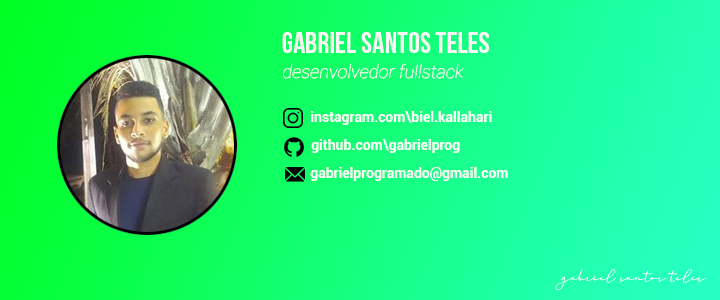 GABRIEL SANTOS TELES
desenvolvedor fullstack
instagram.com\biel.kallahari
github.com\gabrielprog
gabrielprogramado@gmail.com
gabriel santos teles